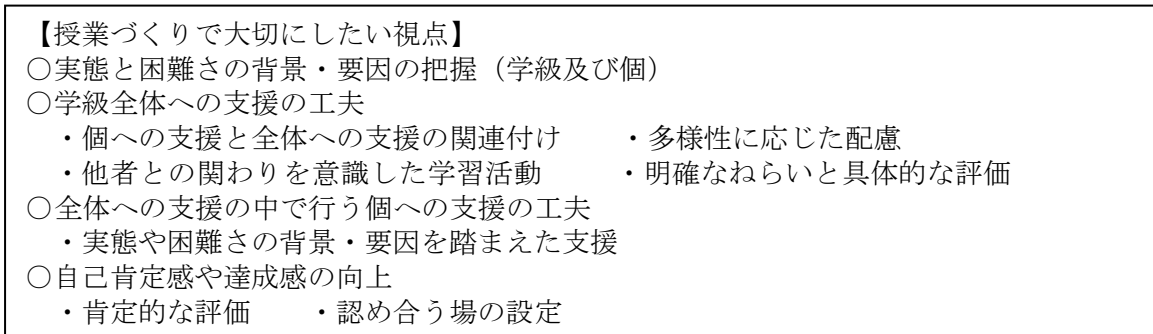 【授業づくりで大切にしたい視点】
○実態と困難さの背景・要因の把握（学級及び個）
○学級全体への支援の工夫
・個への支援と全体への支援の関連付け　　・多様性に応じた配慮
・他者との関わりを意識した学習活動　　　・明確なねらいと具体的な評価
○全体への支援の中で行う個への支援の工夫
・実態や困難さの背景・要因を踏まえた支援
○自己肯定感や達成感の向上
・肯定的な評価　　・認め合う場の設定